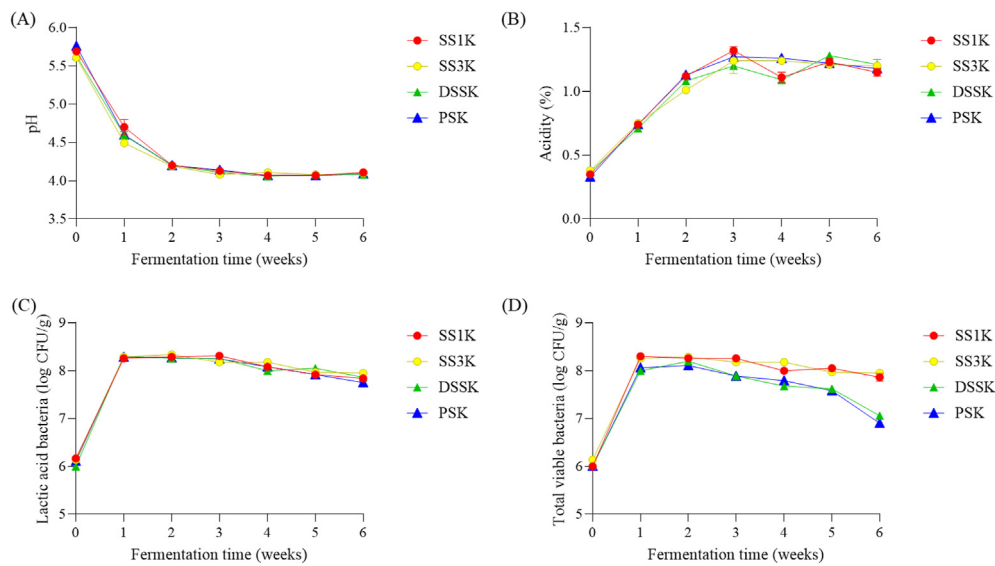 (A)
pH
6.0
5.5
5.0
4.5
4.0
3.5
0 1 2 3 4 5 6
Fermentation time (weeks)
SS1K
SS3K
DSSK
PSK
(B)
Acidity (%)
1.5
1.0
0.5
0.0
0 1 2 3 4 5 6
Fermentation time (weeks)
SS1K
SS3K
DSSK
PSK
(C)
Lactic acid bacteria (log CFU/g)
9
8
7
6
5
0 1 2 3 4 5 6
Fermentation time (weeks)
SS1K
SS3K
DSSK
PSK
(D)
Total viable bacteria (log CFU/g)
9
8
7
6
5
0 1 2 3 4 5 6
Fermentation time (weeks)
SS1K
SS3K
DSSK
PSK